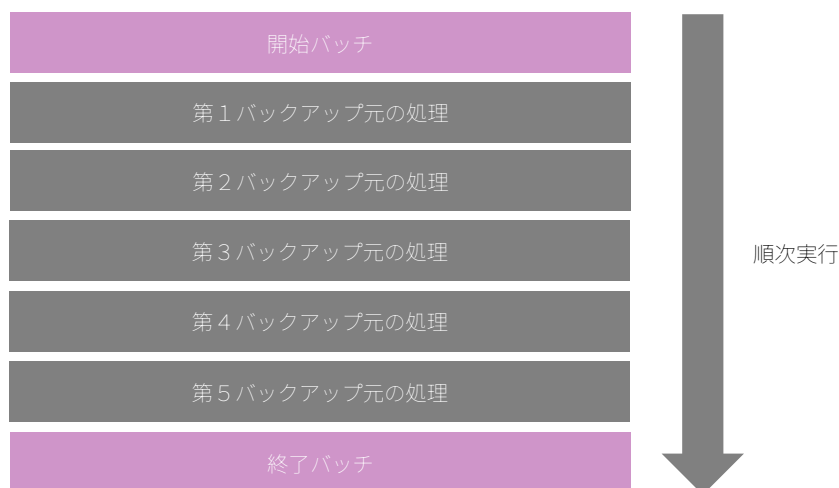 開始バッチ
第１バックアップ元の処理
第２バックアップ元の処理
第３バックアップ元の処理
第４バックアップ元の処理
第５バックアップ元の処理
終了バッチ
順次実行